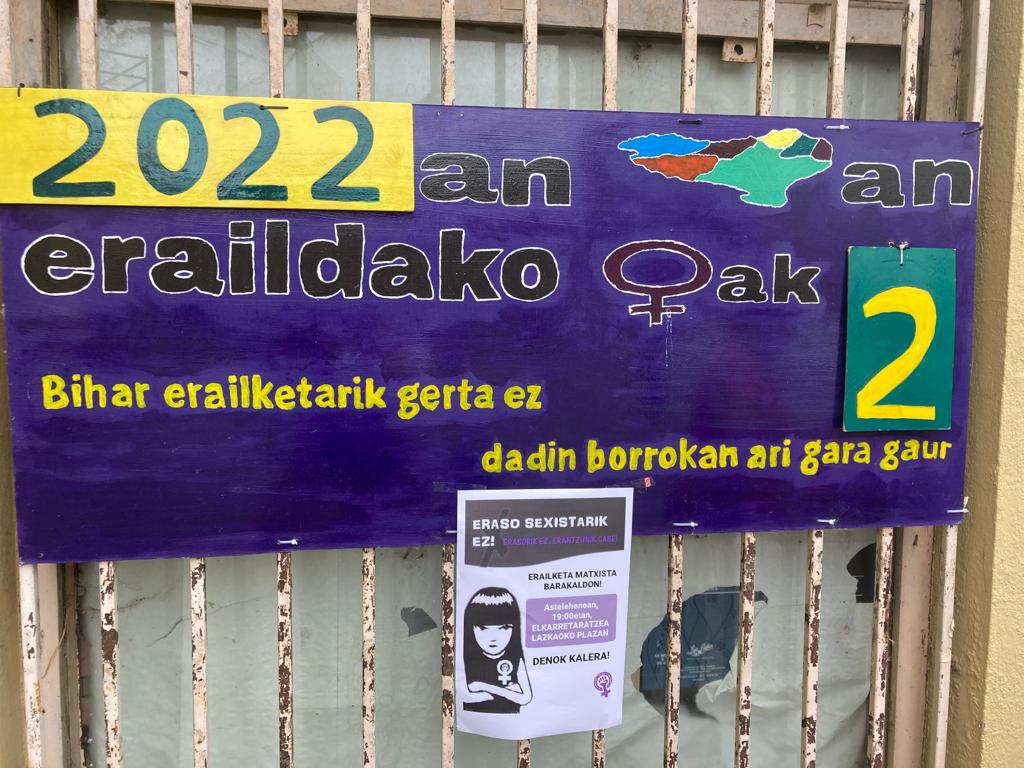 2022an an
eraildako ♀ak 2
Bihar erailketarik gerta ez
dadin borrokan ari gara gaur
ERASO SEXISTARIK
EZ! ERASORIK EZ, ERANTZUNIK GABE!
ERAILKETA MATXISTA
BARAKALDON!
Astelehenean,
19:00etan,
ELKARRETARATZEA
LAZKAOKO PLAZAN
DENOK KALERA!